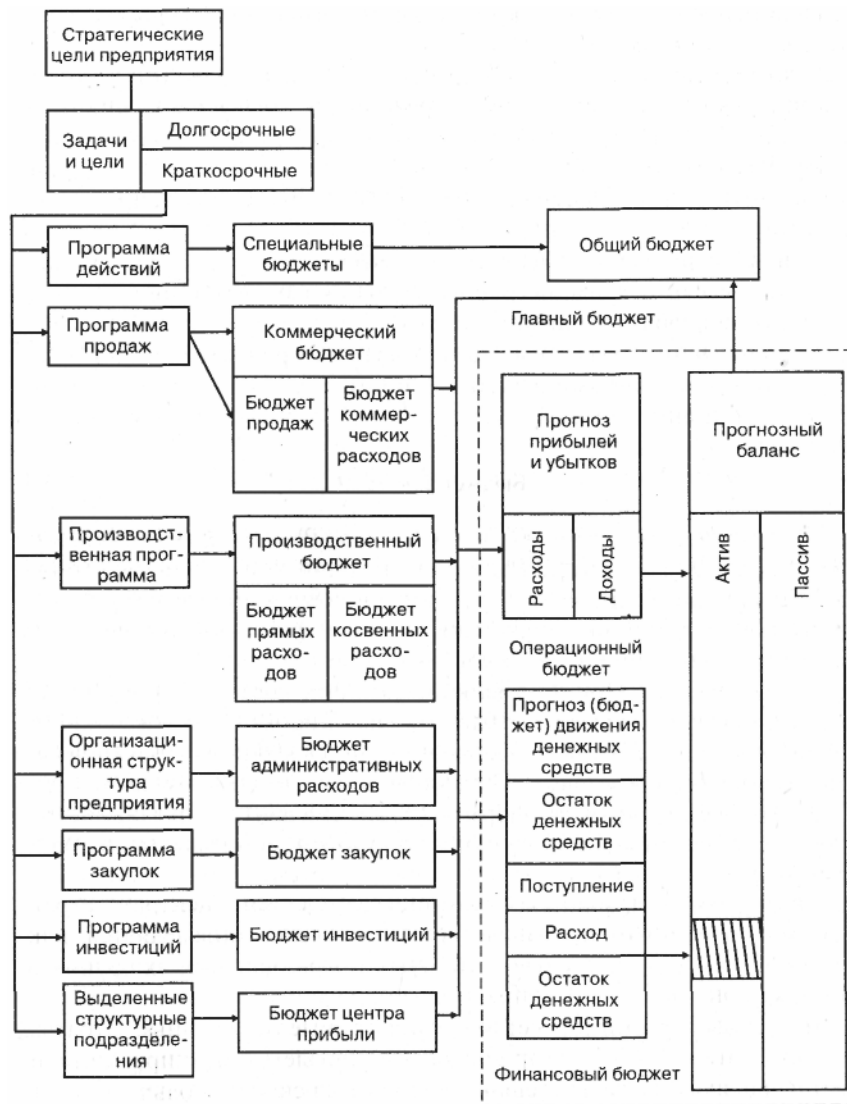 Стратегические
цели предприятия
Задачи
и цели
Долгосрочные
Краткосрочные
Программа
действий
Специальные
бюджеты
Общий бюджет
Программа
продаж
Коммерческий
бюджет
Бюджет
продаж
Бюджет
коммер-
ческих
расходов
Главный бюджет
Прогноз
прибылей
и убытков
Расходы
Доходы
Прогнозный
баланс
Актив
Пассив
Производст-
венная прог-
рамма
Производственный
бюджет
Бюджет
прямых
расхо-
дов
Бюджет
косвенных
расхо-
дов
Операционный
бюджет
Прогноз (бюд-
жет) движения
денежных
средств
Остаток
денежных
средств
Поступление
Расход
Остаток
денежных
средств
Организаци-
онная струк-
тура
предприятия
Бюджет
административных
расходов
Программа
закупок
Бюджет закупок
Программа
инвестиций
Бюджет инвестиций
Выделенные
структурные
подразделения
Бюджет центра
прибыли
Финансовый бюджет